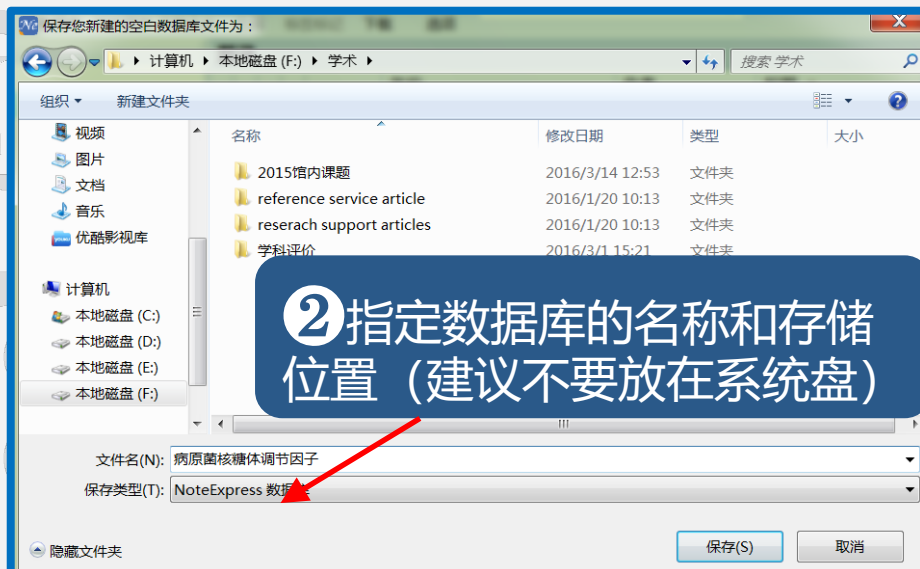 保存您新建的空白数据库文件为：
计算机 本地磁盘 (F:) 学术
搜索 学术
组织 新建文件夹
名称 修改日期 类型 大小
视频
图片
文档
音乐
优酷影视库
计算机
本地磁盘 (C:)
本地磁盘 (D:)
本地磁盘 (E:)
本地磁盘 (F:)
2015馆内课题 2016/3/14 12:53 文件夹
reference service article 2016/1/20 10:13 文件夹
reserach support articles 2016/1/20 10:13 文件夹
学科评价 2016/3/1 15:21 文件夹
❷指定数据库的名称和存储
位置（建议不要放在系统盘）
文件名(N): 病原菌核糖体调节因子
保存类型(T): NoteExpress 数据库
隐藏文件夹 保存(S) 取消